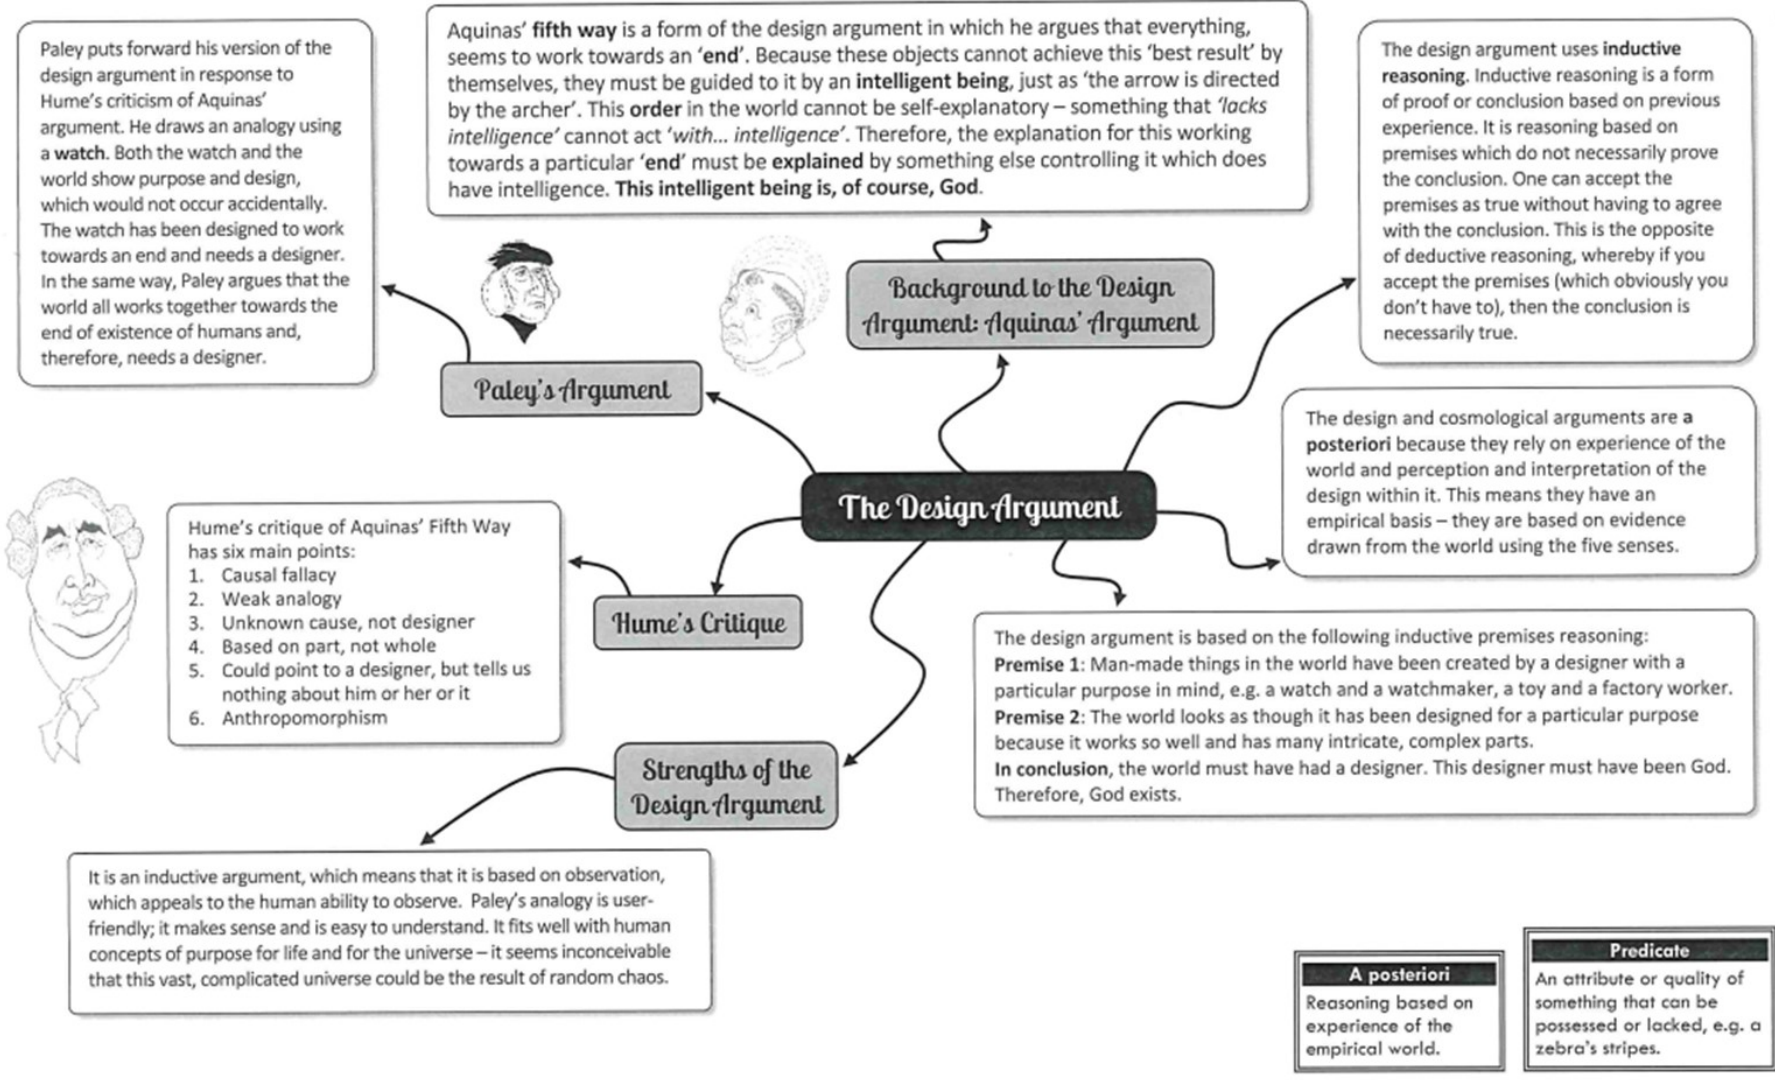 Paley puts forward his version of the
design argument in response to
Hume's criticism of Aquinas'
argument. He draws an analogy using
a watch. Both the watch and the
world show purpose and design,
which would not occur accidentally.
The watch has been designed to work
towards an end and needs a designer.
In the same way, Paley argues that the
world all works together towards the
end of existence of humans and,
therefore, needs a designer.
Aquinas' fifth way is a form of the design argument in which he argues that everything,
seems to work towards an 'end'. Because these objects cannot achieve this 'best result' by
themselves, they must be guided to it by an intelligent being, just as 'the arrow is directed
by the archer'. This order in the world cannot be self-explanatory – something that 'lacks
intelligence' cannot act 'with... intelligence'. Therefore, the explanation for this working
towards a particular 'end' must be explained by something else controlling it which does
have intelligence. This intelligent being is, of course, God.
The design argument uses inductive
reasoning. Inductive reasoning is a form
of proof or conclusion based on previous
experience. It is reasoning based on
premises which do not necessarily prove
the conclusion. One can accept the
premises as true without having to agree
with the conclusion. This is the opposite
of deductive reasoning, whereby if you
accept the premises (which obviously you
don't have to), then the conclusion is
necessarily true.
Background to the Design
Argument: Aquinas' Argument
Paley's Argument
The design and cosmological arguments are a
posteriori because they rely on experience of the
world and perception and interpretation of the
design within it. This means they have an
empirical basis – they are based on evidence
drawn from the world using the five senses.
The Design Argument
Hume's critique of Aquinas' Fifth Way
has six main points:
1. Causal fallacy
2. Weak analogy
3. Unknown cause, not designer
4. Based on part, not whole
5. Could point to a designer, but tells us
nothing about him or her or it
6. Anthropomorphism
Hume's Critique
The design argument is based on the following inductive premises reasoning:
Premise 1: Man-made things in the world have been created by a designer with a
particular purpose in mind, e.g. a watch and a watchmaker, a toy and a factory worker.
Premise 2: The world looks as though it has been designed for a particular purpose
because it works so well and has many intricate, complex parts.
In conclusion, the world must have had a designer. This designer must have been God.
Therefore, God exists.
Strengths of the
Design Argument
It is an inductive argument, which means that it is based on observation,
which appeals to the human ability to observe. Paley's analogy is user-
friendly; it makes sense and is easy to understand. It fits well with human
concepts of purpose for life and for the universe – it seems inconceivable
that this vast, complicated universe could be the result of random chaos.
A posteriori
Reasoning based on
experience of the
empirical world.
Predicate
An attribute or quality of
something that can be
possessed or lacked, e.g. a
zebra's stripes.